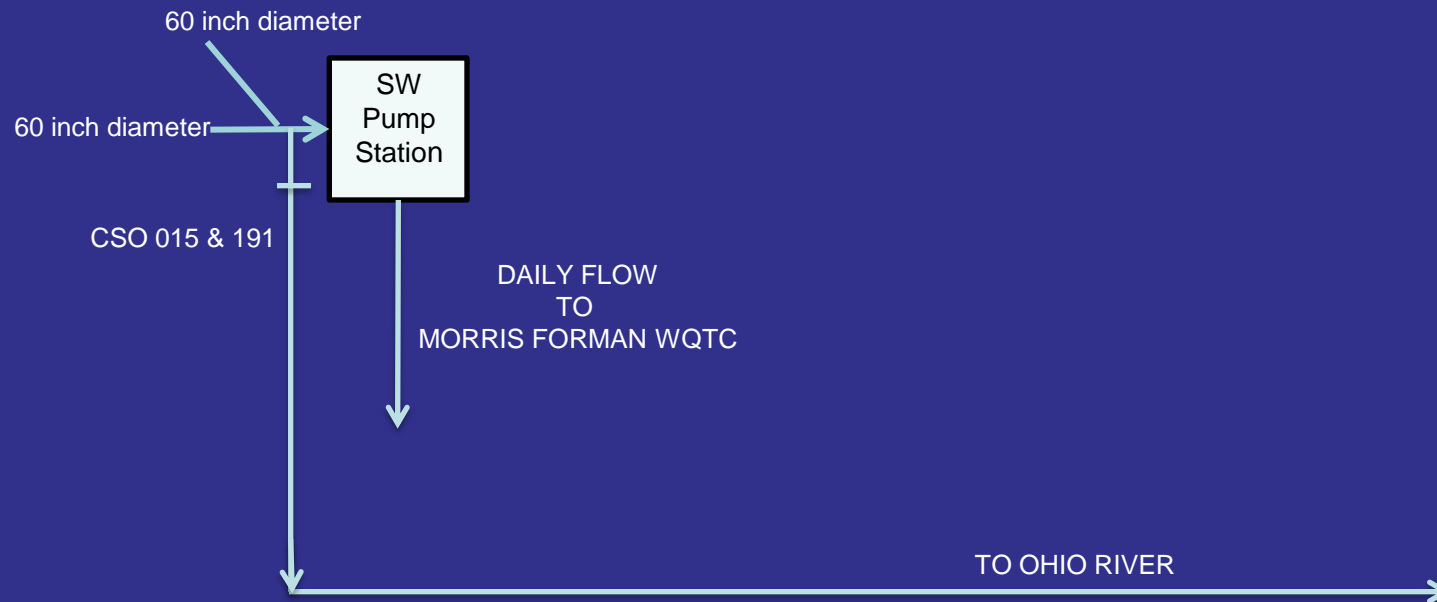 60 inch diameter
SW
Pump
Station
60 inch diameter
CSO 015 & 191
DAILY FLOW
TO
MORRIS FORMAN WQTC
TO OHIO RIVER